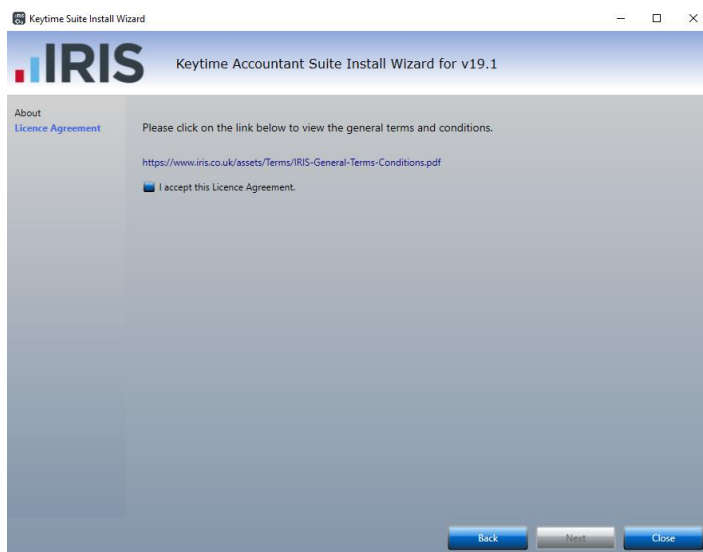 Keytime Suite Install Wizard
IRIS
Keytime Accountant Suite Install Wizard for v19.1
About
Licence Agreement
Please click on the link below to view the general terms and conditions.
https://www.iris.co.uk/assets/Terms/IRIS-General-Terms-Conditions.pdf
I accept this Licence Agreement.
Back Next Close